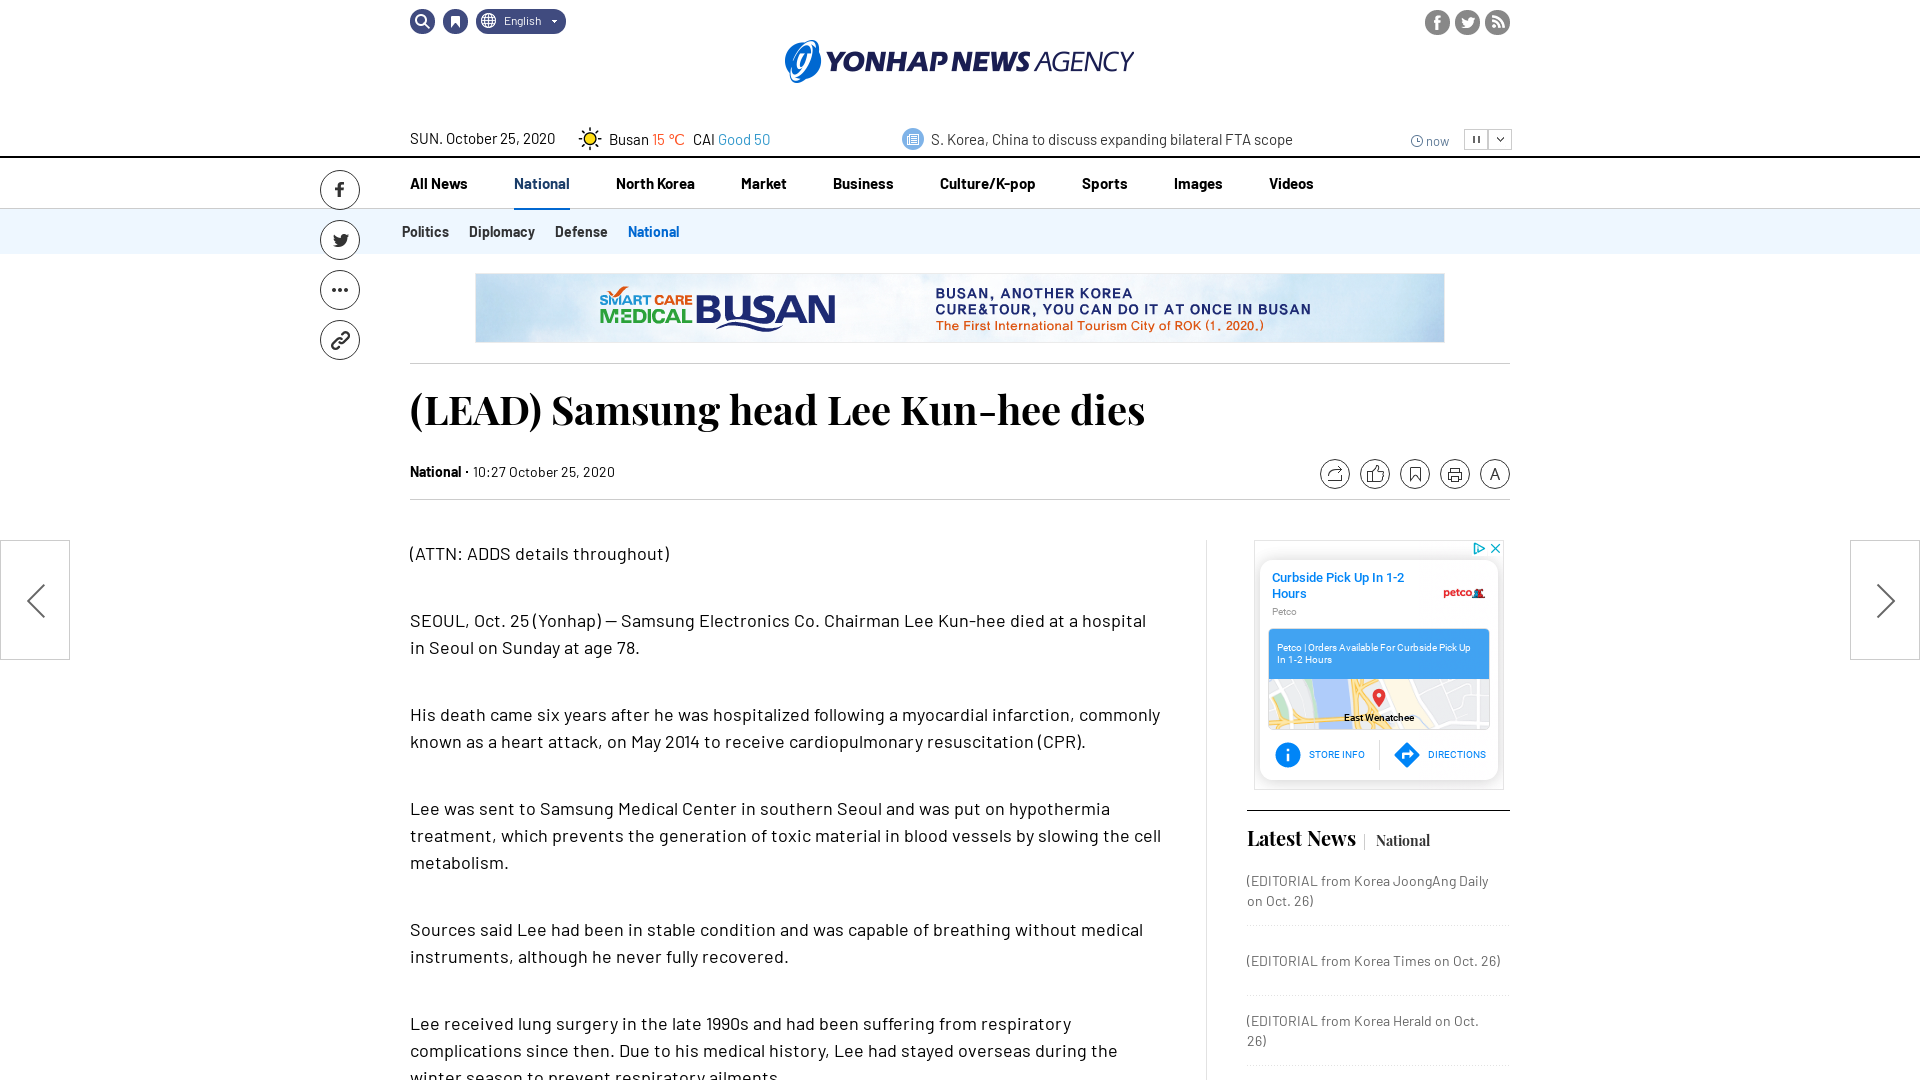 English
YONHAP NEWS AGENCY
SUN. October 25, 2020
Busan 15 ℃ CAI Good 50
S. Korea, China to discuss expanding bilateral FTA scope
now
All News
National
North Korea
Market
Business
Culture/K-pop
Sports
Images
Videos
Politics
Diplomacy
Defense
National
SMART CARE
MEDICAL BUSAN
BUSAN, ANOTHER KOREA
CURE&TOUR, YOU CAN DO IT AT ONCE IN BUSAN
The First International Tourism City of ROK (1. 2020.)
(LEAD) Samsung head Lee Kun-hee dies
National · 10:27 October 25, 2020
A
(ATTN: ADDS details throughout)
SEOUL, Oct. 25 (Yonhap) — Samsung Electronics Co. Chairman Lee Kun-hee died at a hospital
in Seoul on Sunday at age 78.
His death came six years after he was hospitalized following a myocardial infarction, commonly
known as a heart attack, on May 2014 to receive cardiopulmonary resuscitation (CPR).
Lee was sent to Samsung Medical Center in southern Seoul and was put on hypothermia
treatment, which prevents the generation of toxic material in blood vessels by slowing the cell
metabolism.
Sources said Lee had been in stable condition and was capable of breathing without medical
instruments, although he never fully recovered.
Lee received lung surgery in the late 1990s and had been suffering from respiratory
complications since then. Due to his medical history, Lee had stayed overseas during the
winter season to prevent respiratory ailments.
Curbside Pick Up In 1-2
Hours
petco
Petco
Petco | Orders Available For Curbside Pick Up
In 1-2 Hours
East Wenatchee
STORE INFO
DIRECTIONS
Latest News
National
(EDITORIAL from Korea JoongAng Daily
on Oct. 26)
(EDITORIAL from Korea Times on Oct. 26)
(EDITORIAL from Korea Herald on Oct.
26)